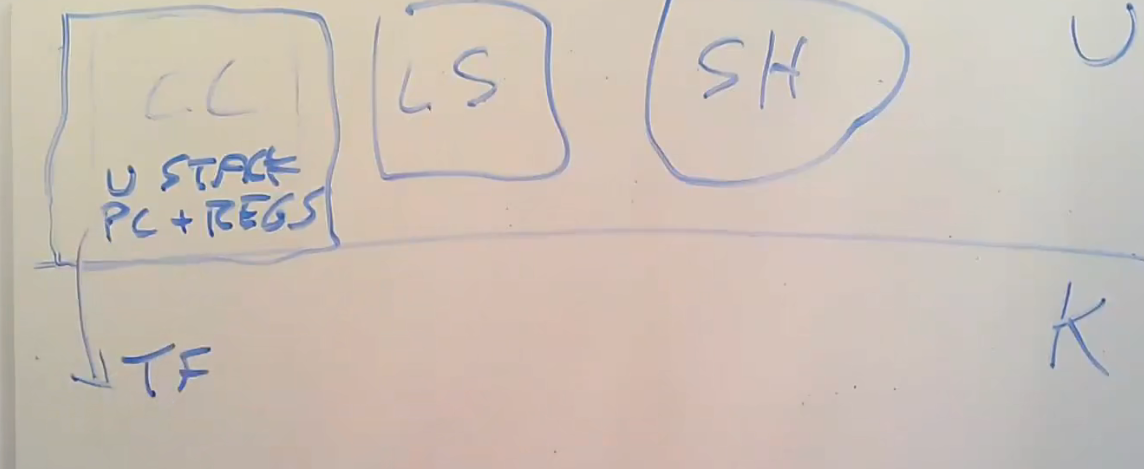 CC
LS
SH
U
U STACK
PC + REGS
K
TF